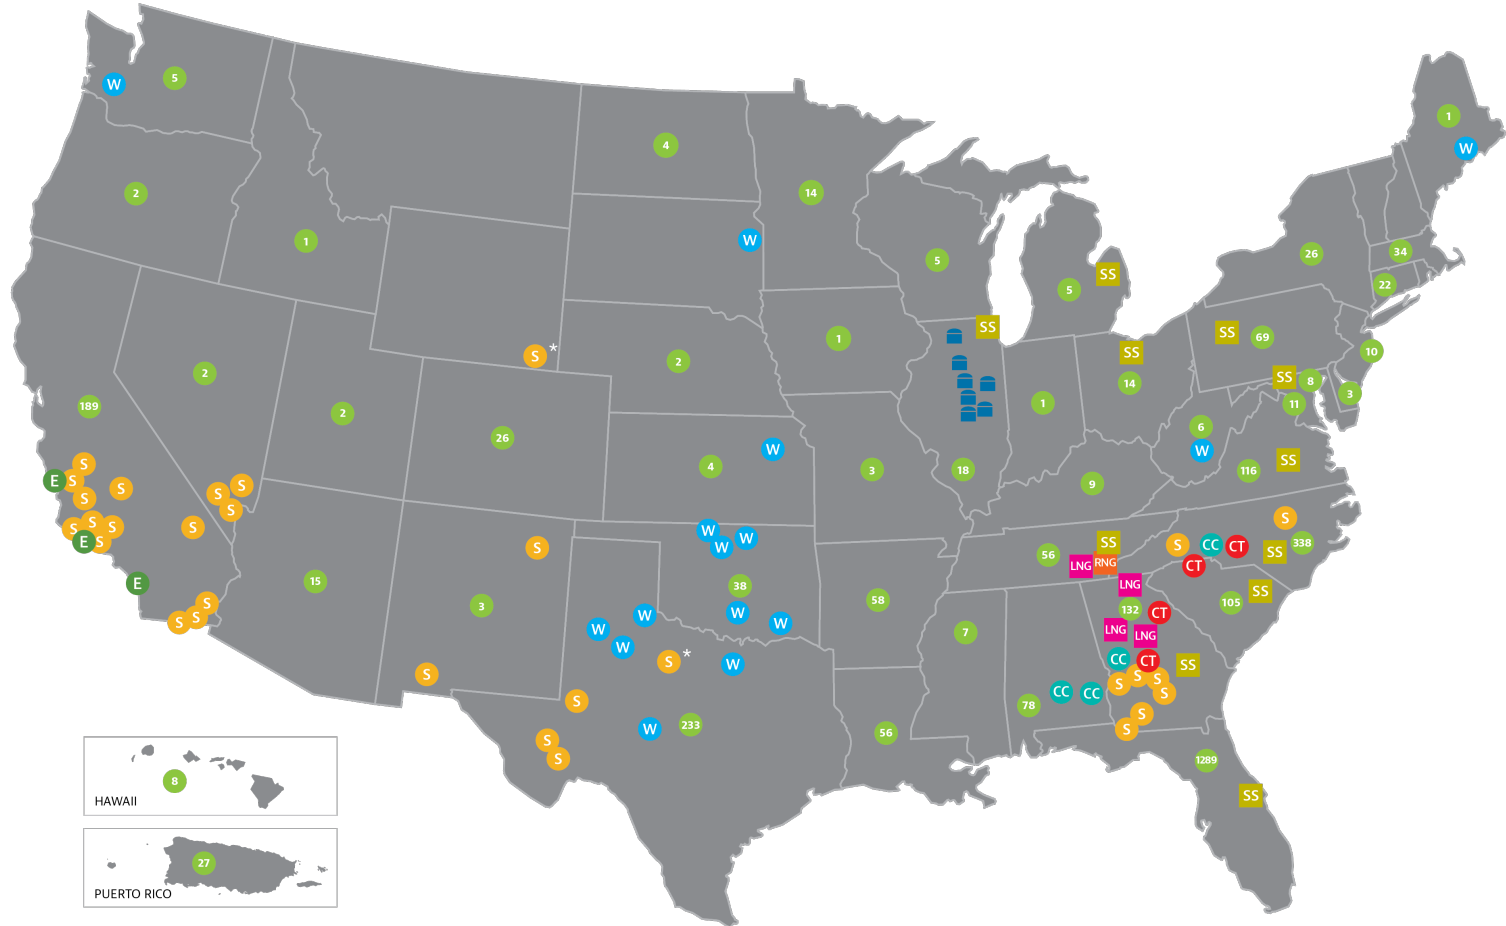 5
W
4
1
W
2
14
1
W
26
34
5
SS
5
22
SS
1
SS
69
SS
10
S *
2
2
SS
14
SS
8
3
189
2
1
11
26
6
W
W
4
3
18
116
SS
9
S
E
S
S
S
S
S
S
S
S
S
S
S
E
S
S
W
W
W
S
56
SS
LNG
RNG
S
CC
CT
CT
SS
338
E
15
38
LNG
S
S
S
3
W
W
W
W
W
58
7
132
CT
105
SS
LNG
LNG
S
S *
W
CC
CT
SS
S
S
S
S
S
S
78
CC
CC
S
W
233
56
S
S
1289
SS
8
HAWAII
27
PUERTO RICO